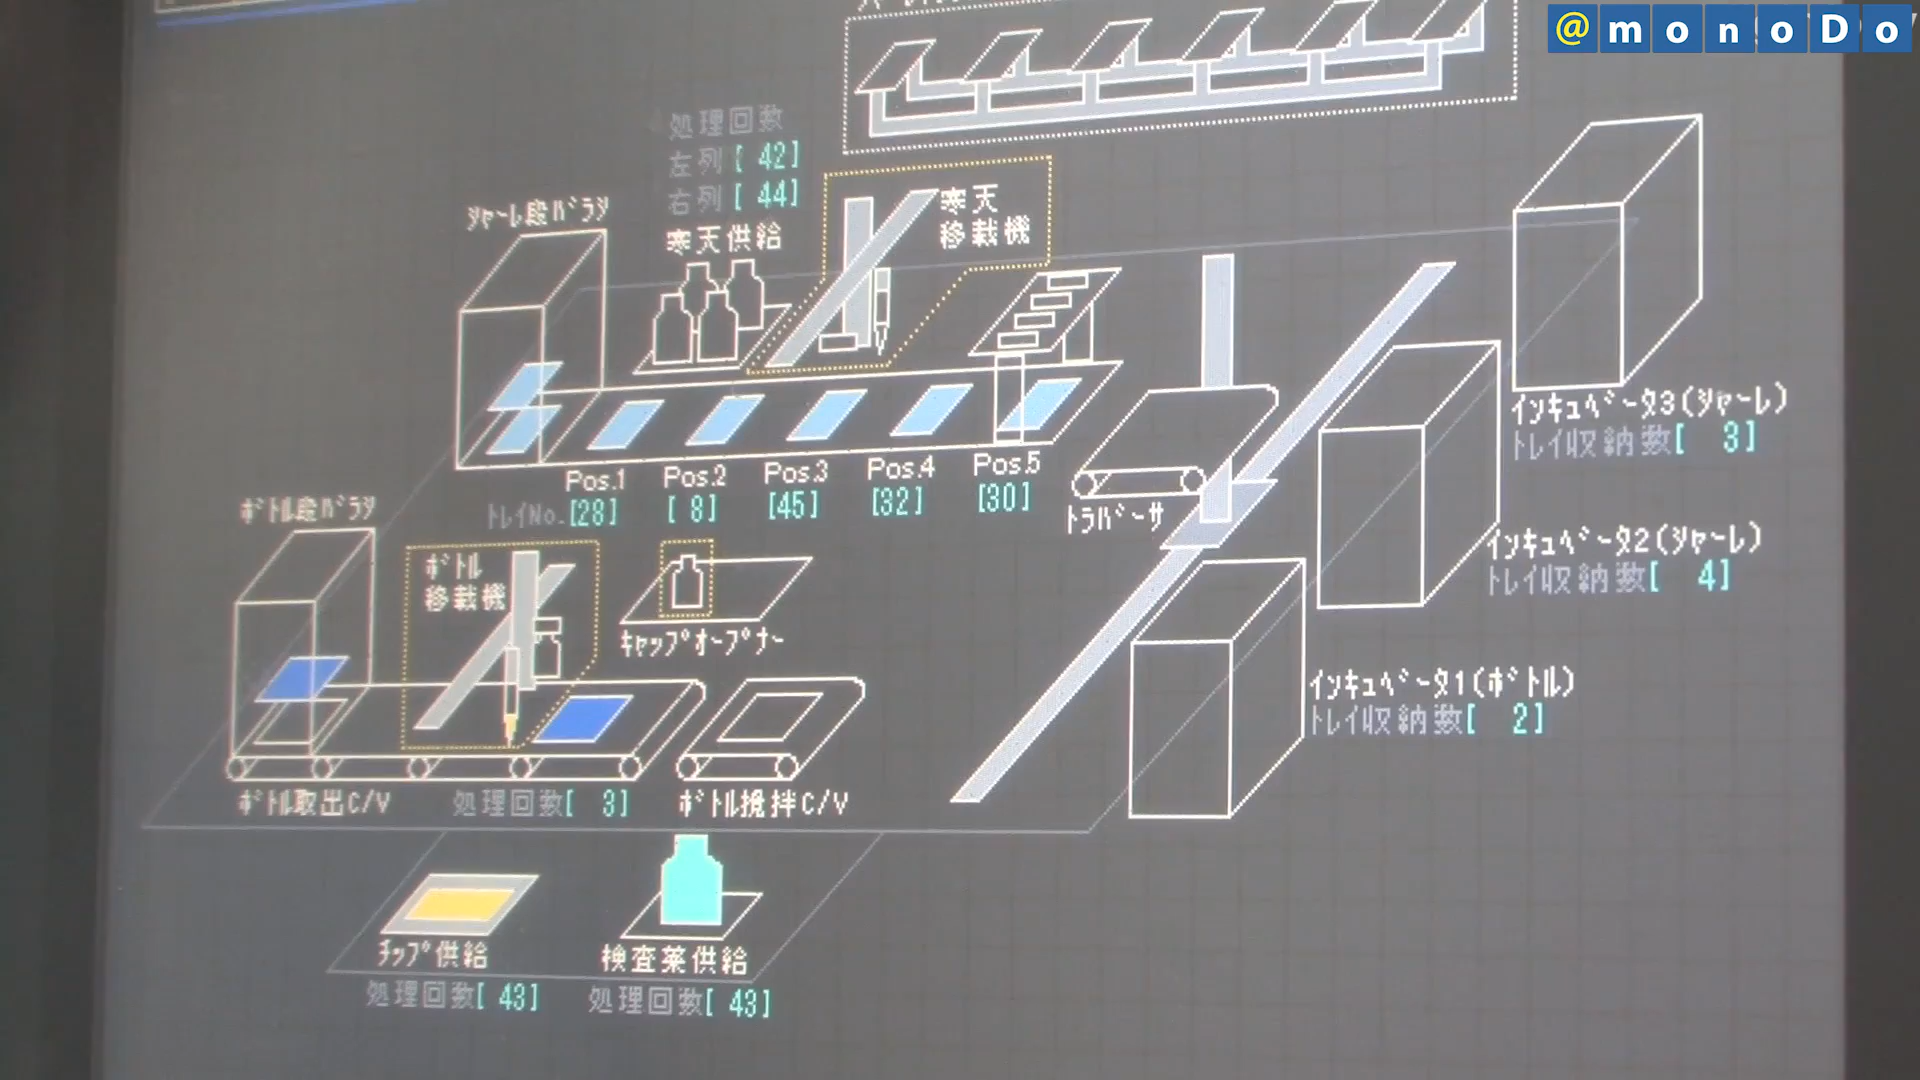 @monoDo
処理回数
左列[ 42]
右列[ 44]
寒天供給
寒天
移載機
ｼｬｰﾚ段ﾊﾞﾗｼ
Pos.1 Pos.2 Pos.3 Pos.4 Pos.5
ﾄﾚｲNo.[28] [ 8] [45] [32] [30]
ﾄﾗﾊﾞｰｻ
ｲﾝｷｭﾍﾞｰﾀ3(ｼｬｰﾚ)
ﾄﾚｲ収納数[ 3]
ｲﾝｷｭﾍﾞｰﾀ2(ｼｬｰﾚ)
ﾄﾚｲ収納数[ 4]
ｲﾝｷｭﾍﾞｰﾀ1(ﾎﾞﾄﾙ)
ﾄﾚｲ収納数[ 2]
ﾎﾞﾄﾙ段ﾊﾞﾗｼ
ﾎﾞﾄﾙ
移載機
ｷｬｯﾌﾟｵｰﾌﾟﾅｰ
ﾎﾞﾄﾙ取出C/V
処理回数[ 3]
ﾎﾞﾄﾙ撹拌C/V
ﾁｯﾌﾟ供給
処理回数[ 43]
検査薬供給
処理回数[ 43]